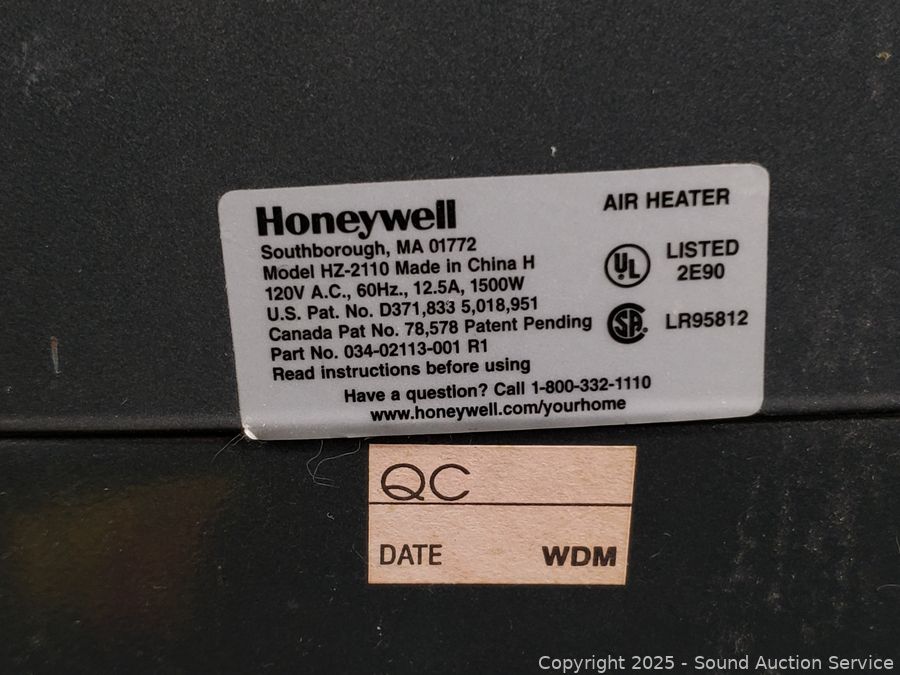 Honeywell
AIR HEATER
Southborough, MA 01772
Model HZ-2110 Made in China H
120V A.C., 60Hz., 12.5A, 1500W
U.S. Pat. No. D371,833 5,018,951
Canada Pat No. 78,578 Patent Pending
Part No. 034-02113-001 R1
Read instructions before using
UL
LISTED
2E90
SA
LR95812
Have a question? Call 1-800-332-1110
www.honeywell.com/yourhome
QC
DATE WDM
Copyright 2025 - Sound Auction Service